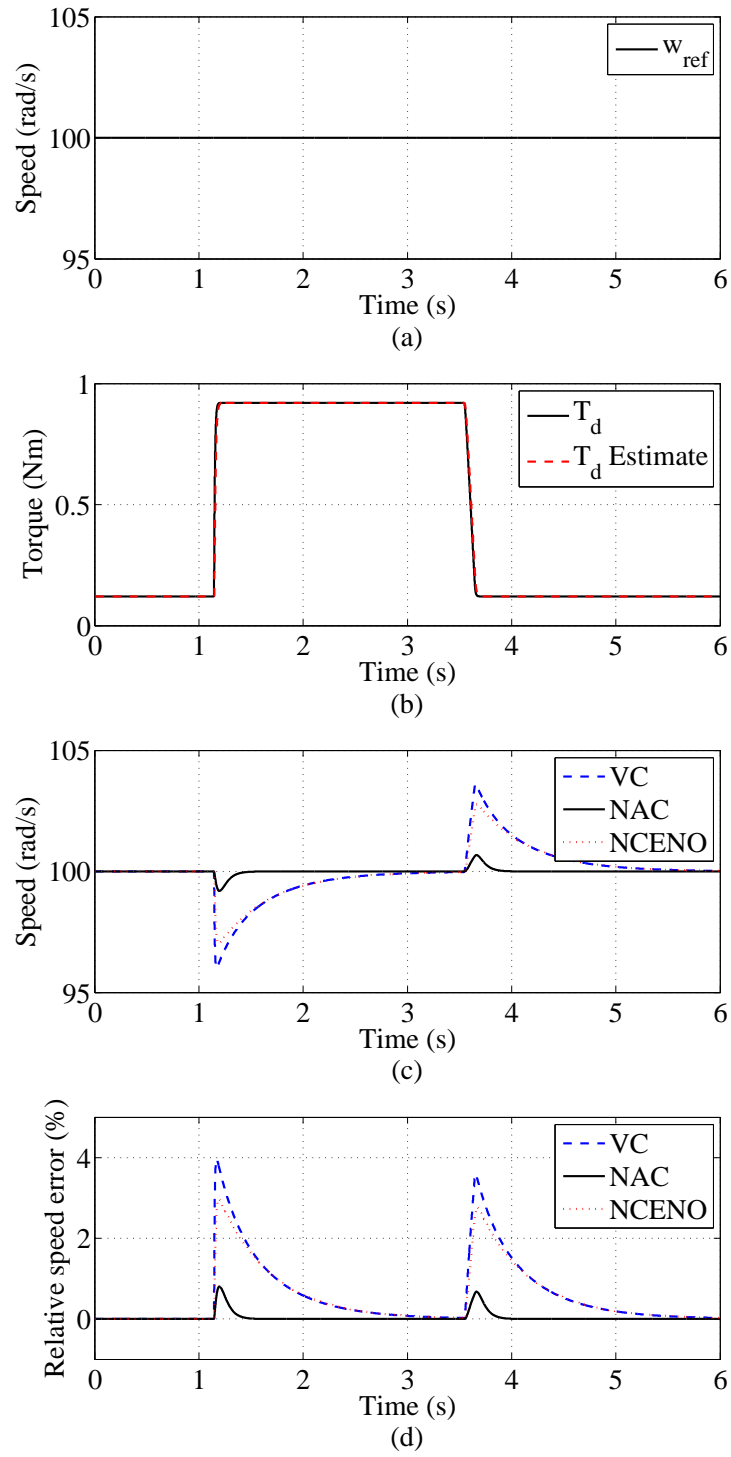 105
100
95
Speed (rad/s)
w_ref
0 1 2 3 4 5 6
Time (s)
(a)
1
0.5
0
Torque (Nm)
T_d
T_d Estimate
0 1 2 3 4 5 6
Time (s)
(b)
105
100
95
Speed (rad/s)
VC
NAC
NCENO
0 1 2 3 4 5 6
Time (s)
(c)
4
2
0
Relative speed error (%)
VC
NAC
NCENO
0 1 2 3 4 5 6
Time (s)
(d)